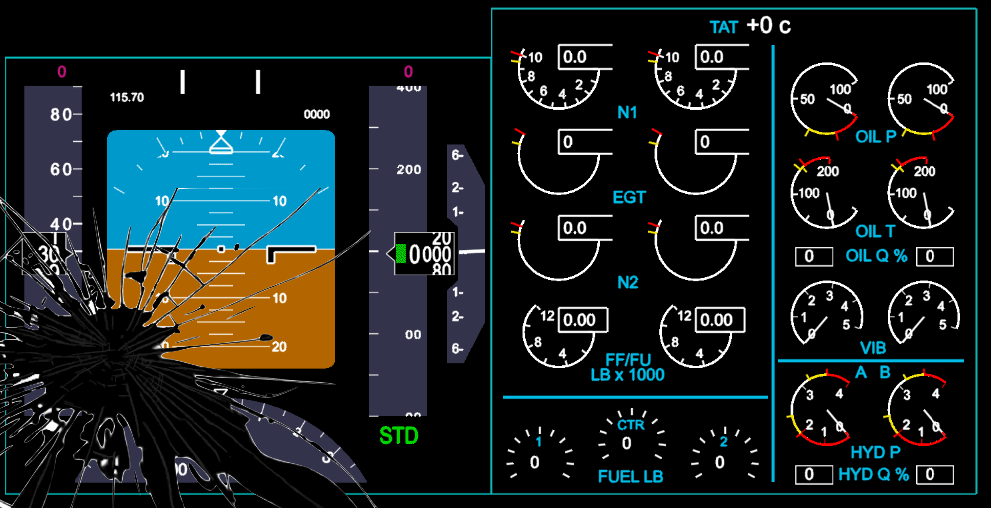 0
0
115.70
0000
80
60
40
30
10 10
10 10
20 20
400
200
0000
20
80
00
STD
6
2
1
1
2
6
TAT +0 c
10 8 6 4 2 0.0
10 8 6 4 2 0.0
N1
0
0
EGT
0.0
0.0
N2
12 8 4 0.00
12 8 4 0.00
FF/FU
LB x 1000
1 0
CTR 0
2 0
FUEL LB
100 50 0
100 50 0
OIL P
200 100 0
200 100 0
OIL T
0 OIL Q % 0
0 1 2 3 4 5
0 1 2 3 4 5
VIB
A B
4 3 2 1 0
4 3 2 1 0
HYD P
0 HYD Q % 0